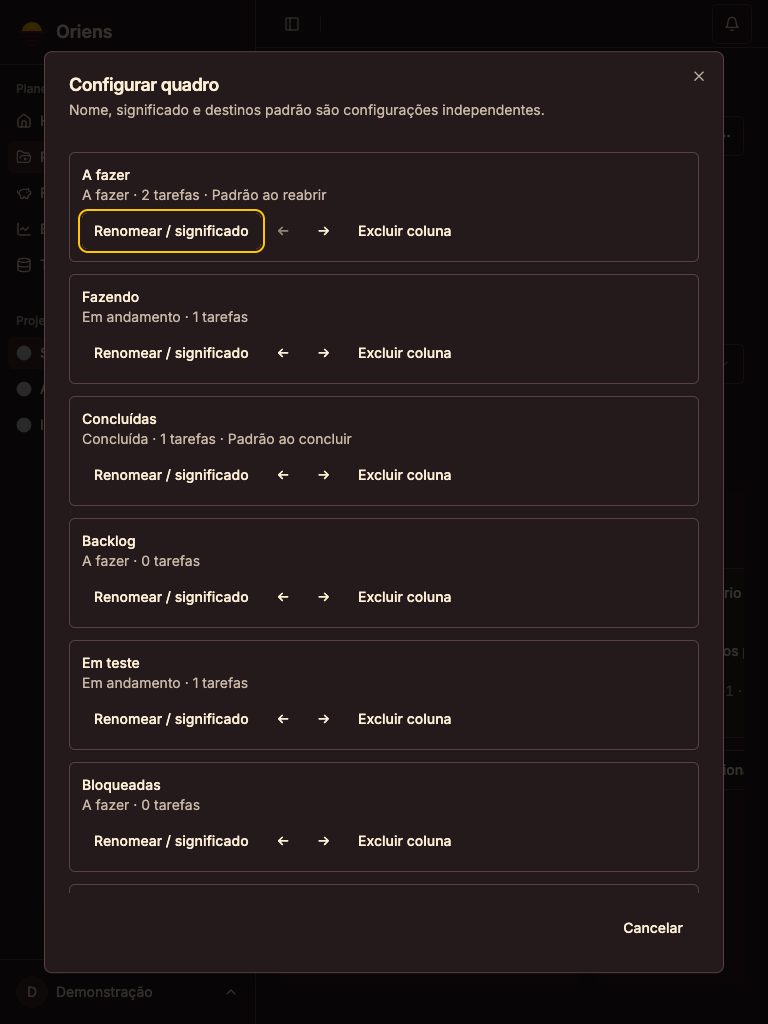 Oriens
Configurar quadro
Nome, significado e destinos padrão são configurações independentes.
A fazer
A fazer · 2 tarefas · Padrão ao reabrir
Renomear / significado ← → Excluir coluna
Fazendo
Em andamento · 1 tarefas
Renomear / significado ← → Excluir coluna
Concluídas
Concluída · 1 tarefas · Padrão ao concluir
Renomear / significado ← → Excluir coluna
Backlog
A fazer · 0 tarefas
Renomear / significado ← → Excluir coluna
Em teste
Em andamento · 1 tarefas
Renomear / significado ← → Excluir coluna
Bloqueadas
A fazer · 0 tarefas
Renomear / significado ← → Excluir coluna
Cancelar
D Demonstração